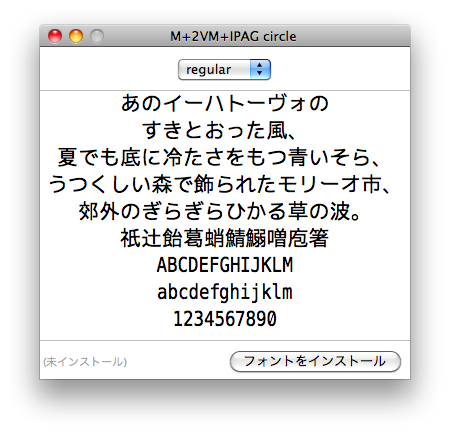 M+2VM+IPAG circle
regular
あのイーハトーヴォの
すきとおった風、
夏でも底に冷たさをもつ青いそら、
うつくしい森で飾られたモリーオ市、
郊外のぎらぎらひかる草の波。
祇辻飴葛蛸鯖鰯噌庖箸
ABCDEFGHIJKLM
abcdefghijklm
1234567890
(未インストール)
フォントをインストール